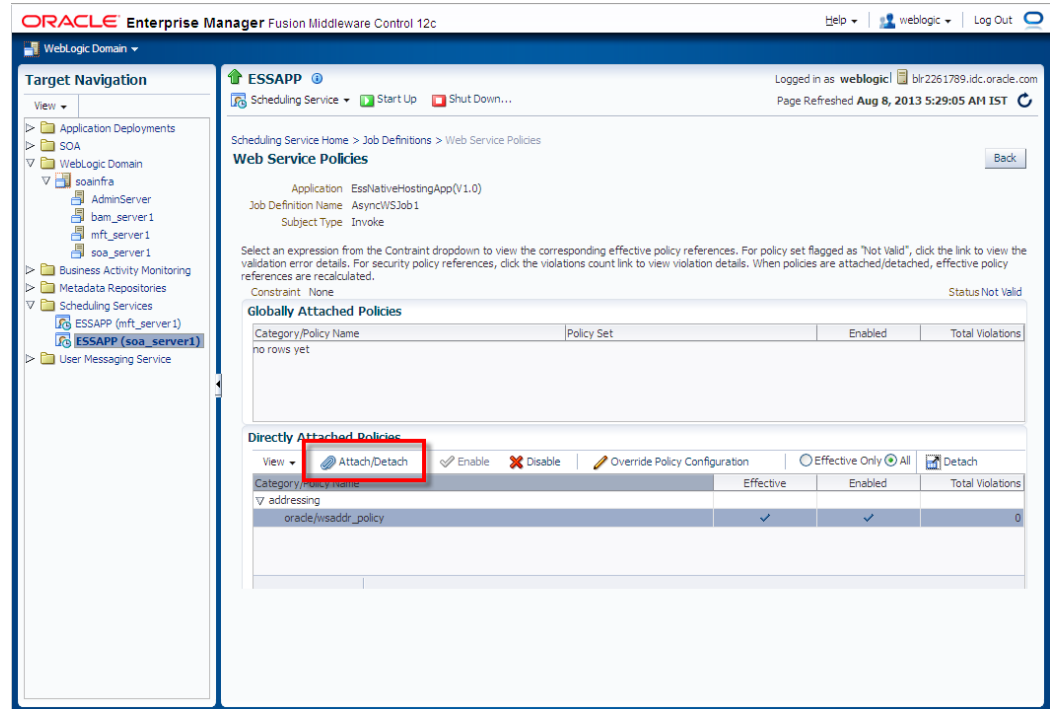 ORACLE Enterprise Manager Fusion Middleware Control 12c
Help weblogic Log Out
WebLogic Domain
Target Navigation
View
Application Deployments
SOA
WebLogic Domain
soainfra
AdminServer
bam_server1
mft_server1
soa_server1
Business Activity Monitoring
Metadata Repositories
Scheduling Services
ESSAPP (mft_server1)
ESSAPP (soa_server1)
User Messaging Service
ESSAPP
Logged in as weblogic blr2261789.idc.oracle.com
Scheduling Service Start Up Shut Down...
Page Refreshed Aug 8, 2013 5:29:05 AM IST
Scheduling Service Home > Job Definitions > Web Service Policies
Web Service Policies
Back
Application EssNativeHostingApp(V1.0)
Job Definition Name AsyncWSJob1
Subject Type Invoke
Select an expression from the Contraint dropdown to view the corresponding effective policy references. For policy set flagged as "Not Valid", click the link to view the
validation error details. For security policy references, click the violations count link to view violation details. When policies are attached/detached, effective policy
references are recalculated.
Constraint None
Status Not Valid
Globally Attached Policies
Category/Policy Name Policy Set Enabled Total Violations
no rows yet
Directly Attached Policies
View Attach/Detach Enable Disable Override Policy Configuration Effective Only All Detach
Category/Policy Name Effective Enabled Total Violations
addressing
oracle/wsaddr_policy 0